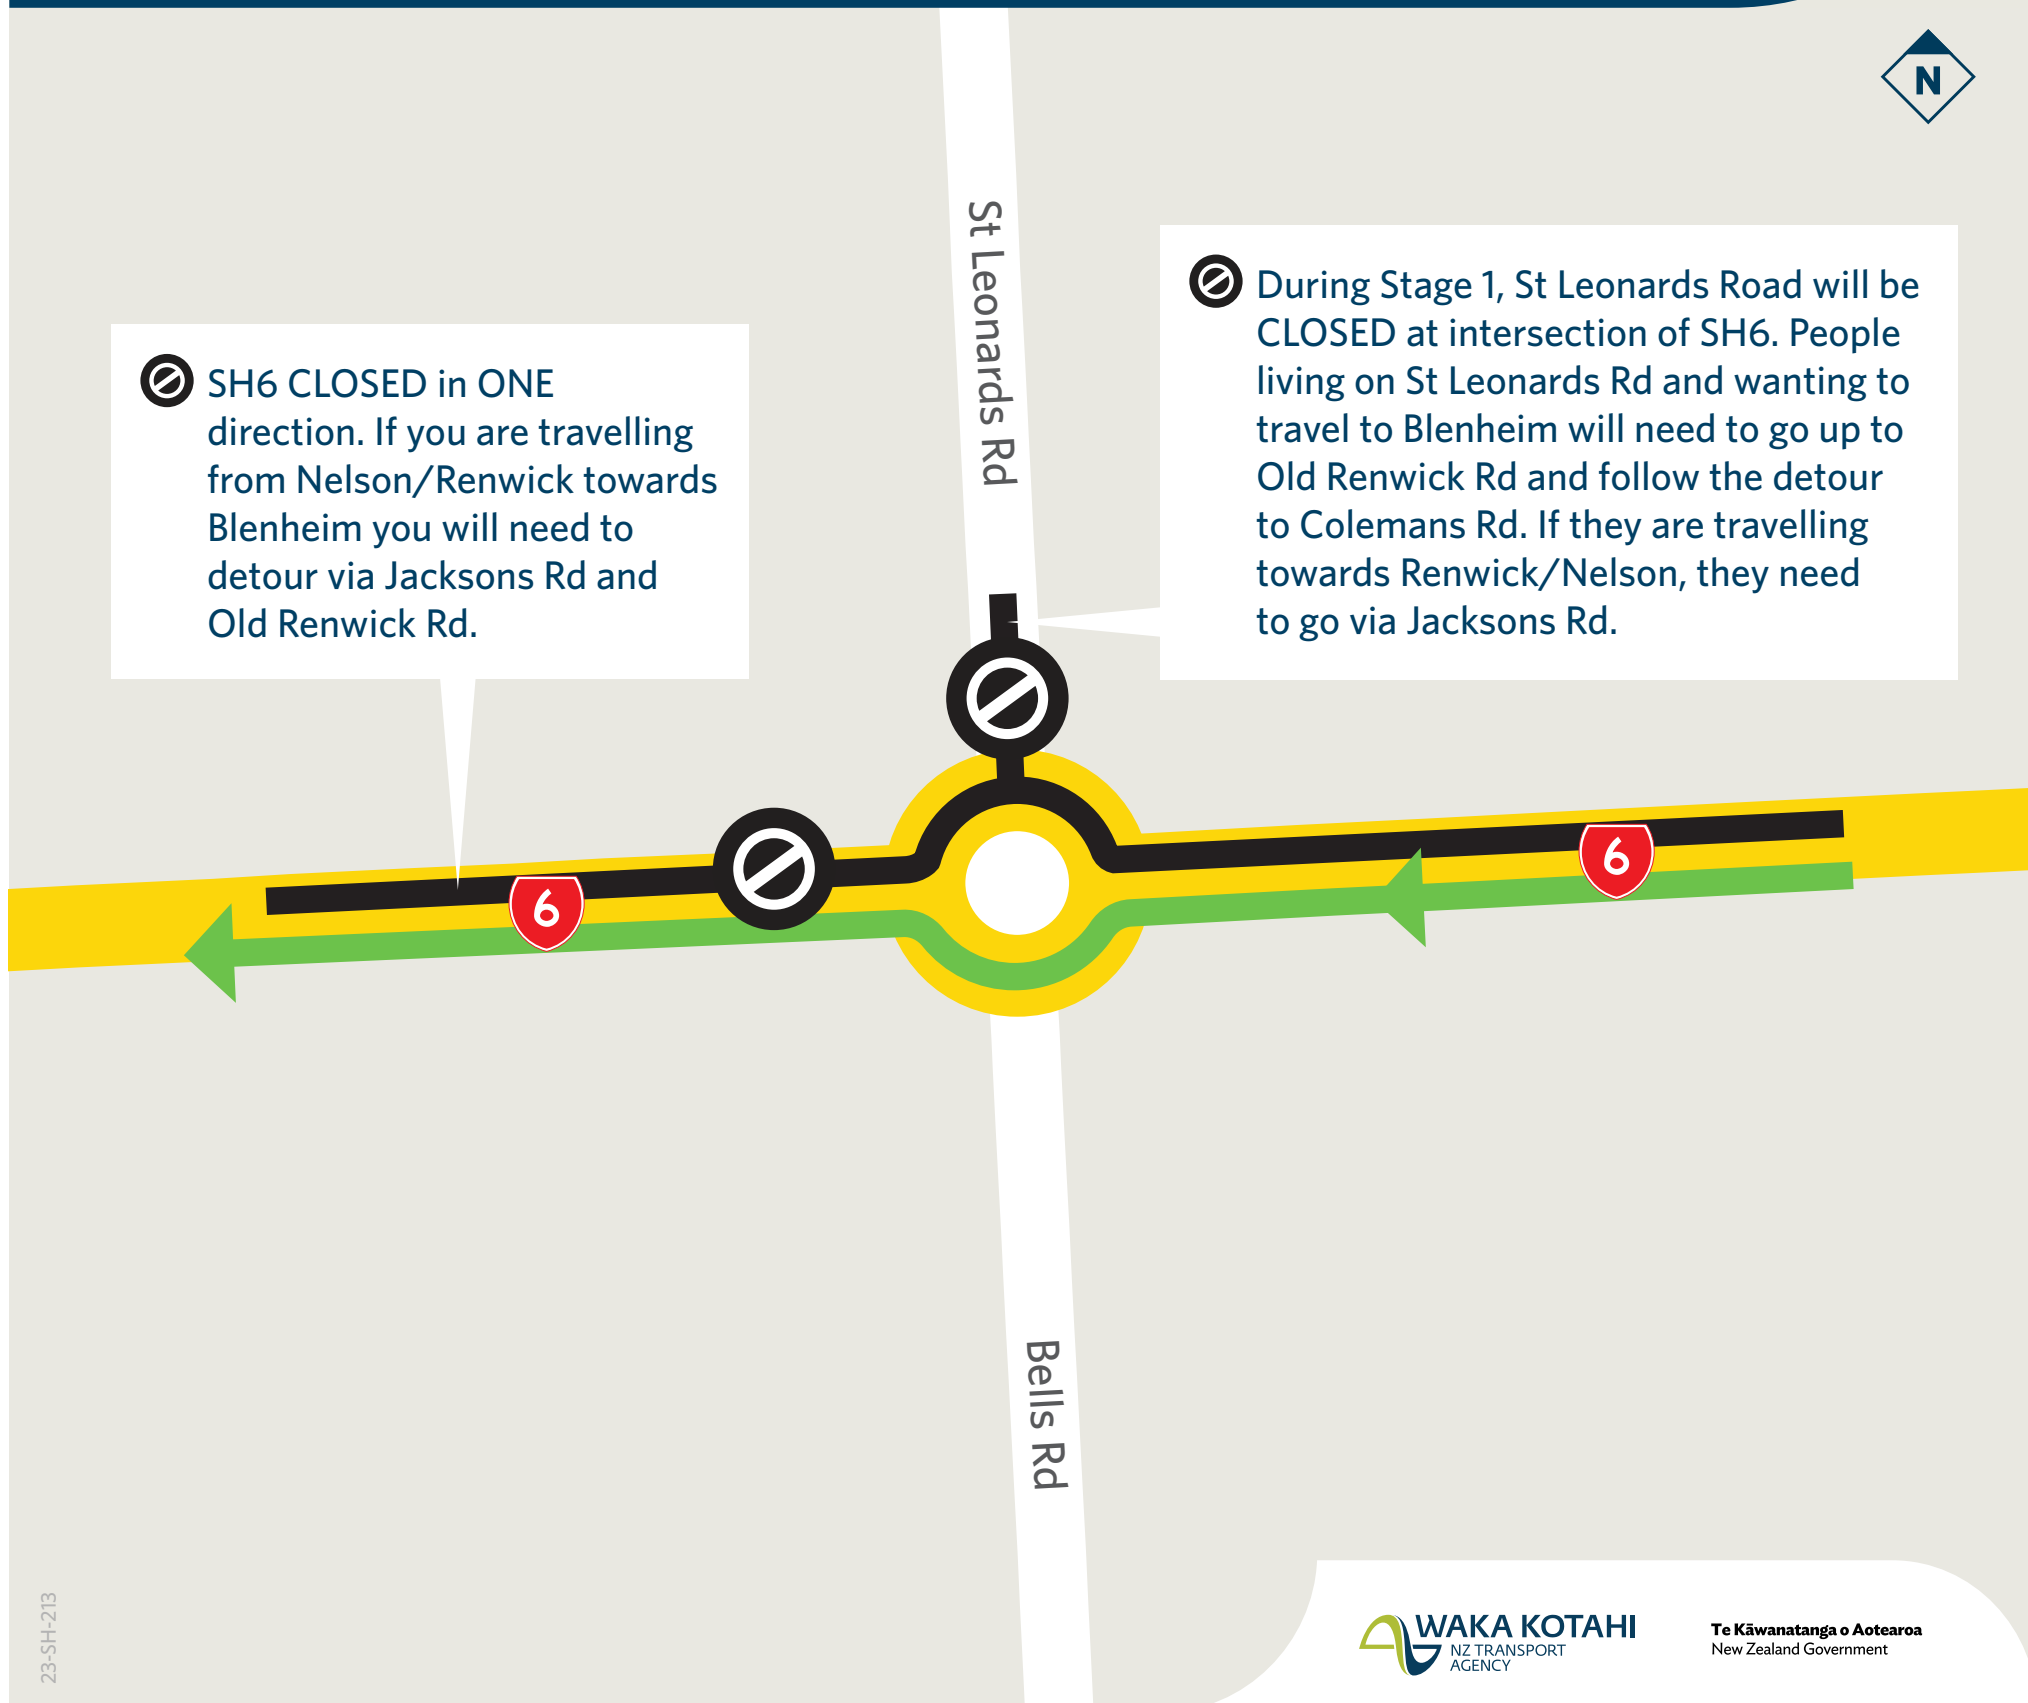 N
St Leonards Rd
During Stage 1, St Leonards Road will be
CLOSED at intersection of SH6. People
living on St Leonards Rd and wanting to
travel to Blenheim will need to go up to
Old Renwick Rd and follow the detour
to Colemans Rd. If they are travelling
towards Renwick/Nelson, they need
to go via Jacksons Rd.
SH6 CLOSED in ONE
direction. If you are travelling
from Nelson/Renwick towards
Blenheim you will need to
detour via Jacksons Rd and
Old Renwick Rd.
6
6
Bells Rd
23-SH-213
WAKA KOTAHI
NZ TRANSPORT
AGENCY
Te Kāwanatanga o Aotearoa
New Zealand Government